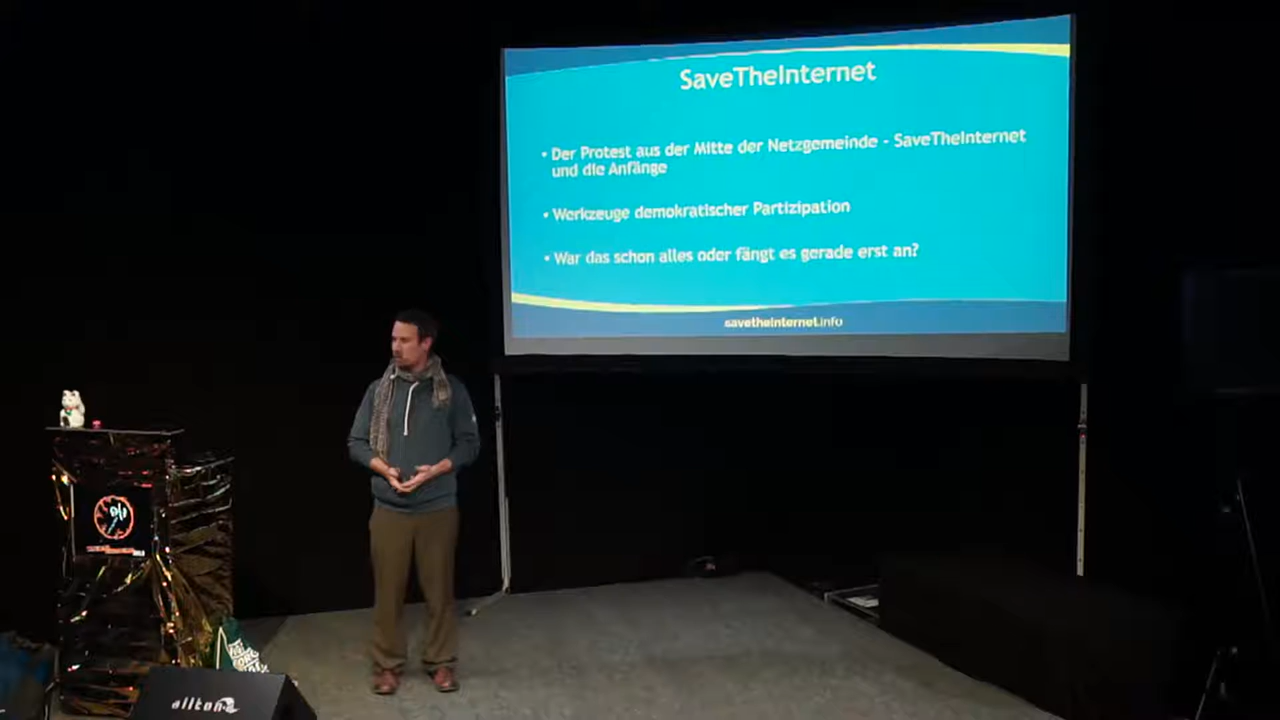 SaveTheInternet
• Der Protest aus der Mitte der Netzgemeinde - SaveTheInternet
und die Anfänge
• Werkzeuge demokratischer Partizipation
• War das schon alles oder fängt es gerade erst an?
savetheinternet.info